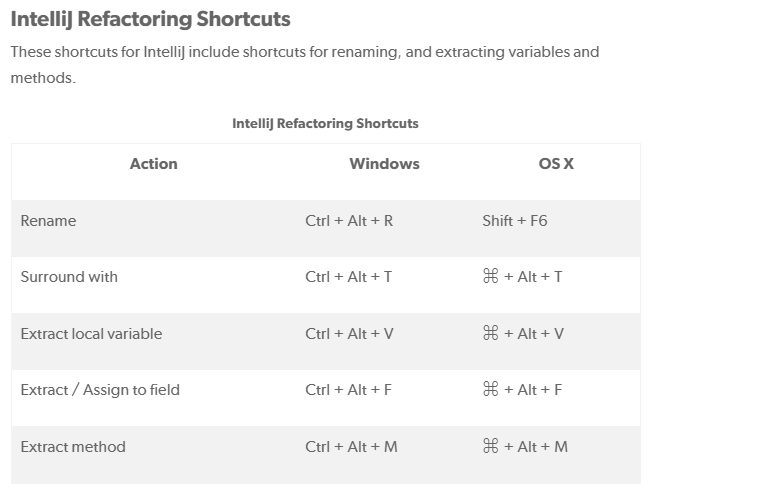 IntelliJ Refactoring Shortcuts
These shortcuts for IntelliJ include shortcuts for renaming, and extracting variables and
methods.
IntelliJ Refactoring Shortcuts
Action Windows OS X
Rename Ctrl + Alt + R Shift + F6
Surround with Ctrl + Alt + T ⌘ + Alt + T
Extract local variable Ctrl + Alt + V ⌘ + Alt + V
Extract / Assign to field Ctrl + Alt + F ⌘ + Alt + F
Extract method Ctrl + Alt + M ⌘ + Alt + M